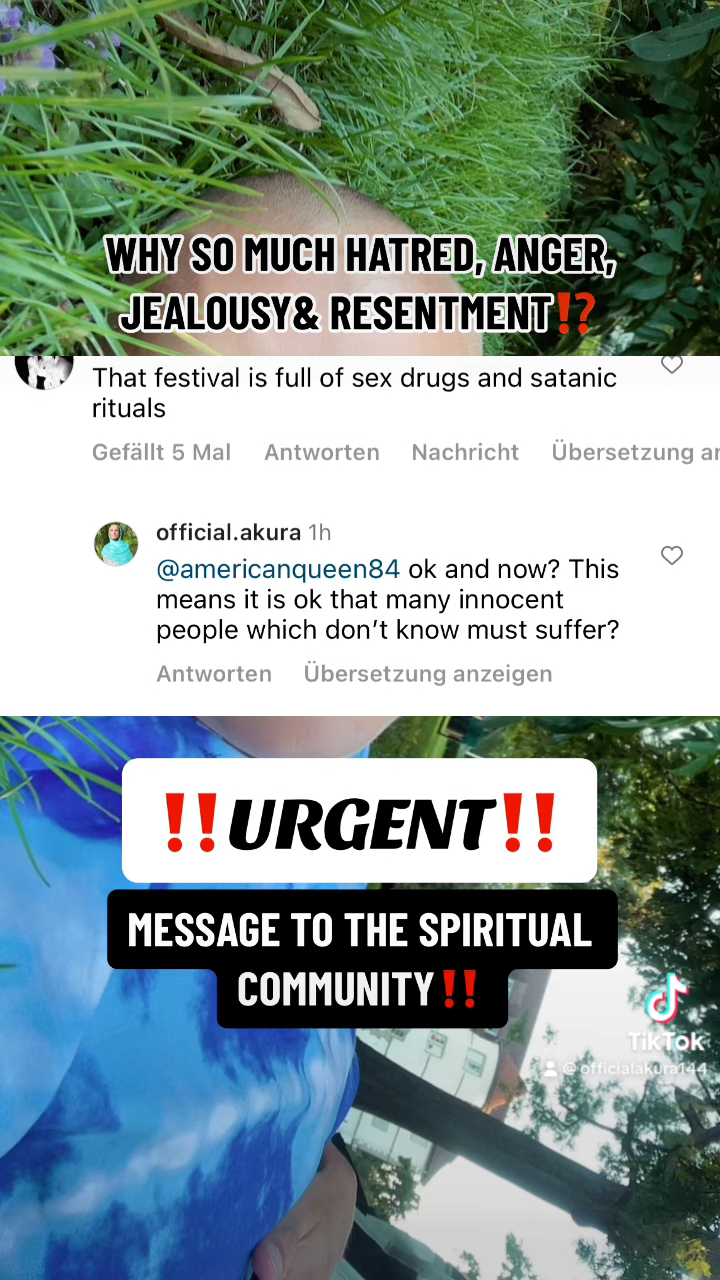 WHY SO MUCH HATRED, ANGER,
JEALOUSY& RESENTMENT⁉️
That festival is full of sex drugs and satanic
rituals
Gefällt 5 Mal Antworten Nachricht Übersetzung an
official.akura 1h
@americanqueen84 ok and now? This
means it is ok that many innocent
people which don’t know must suffer?
Antworten Übersetzung anzeigen
‼️URGENT‼️
MESSAGE TO THE SPIRITUAL
COMMUNITY‼️
TikTok
@officialakura144